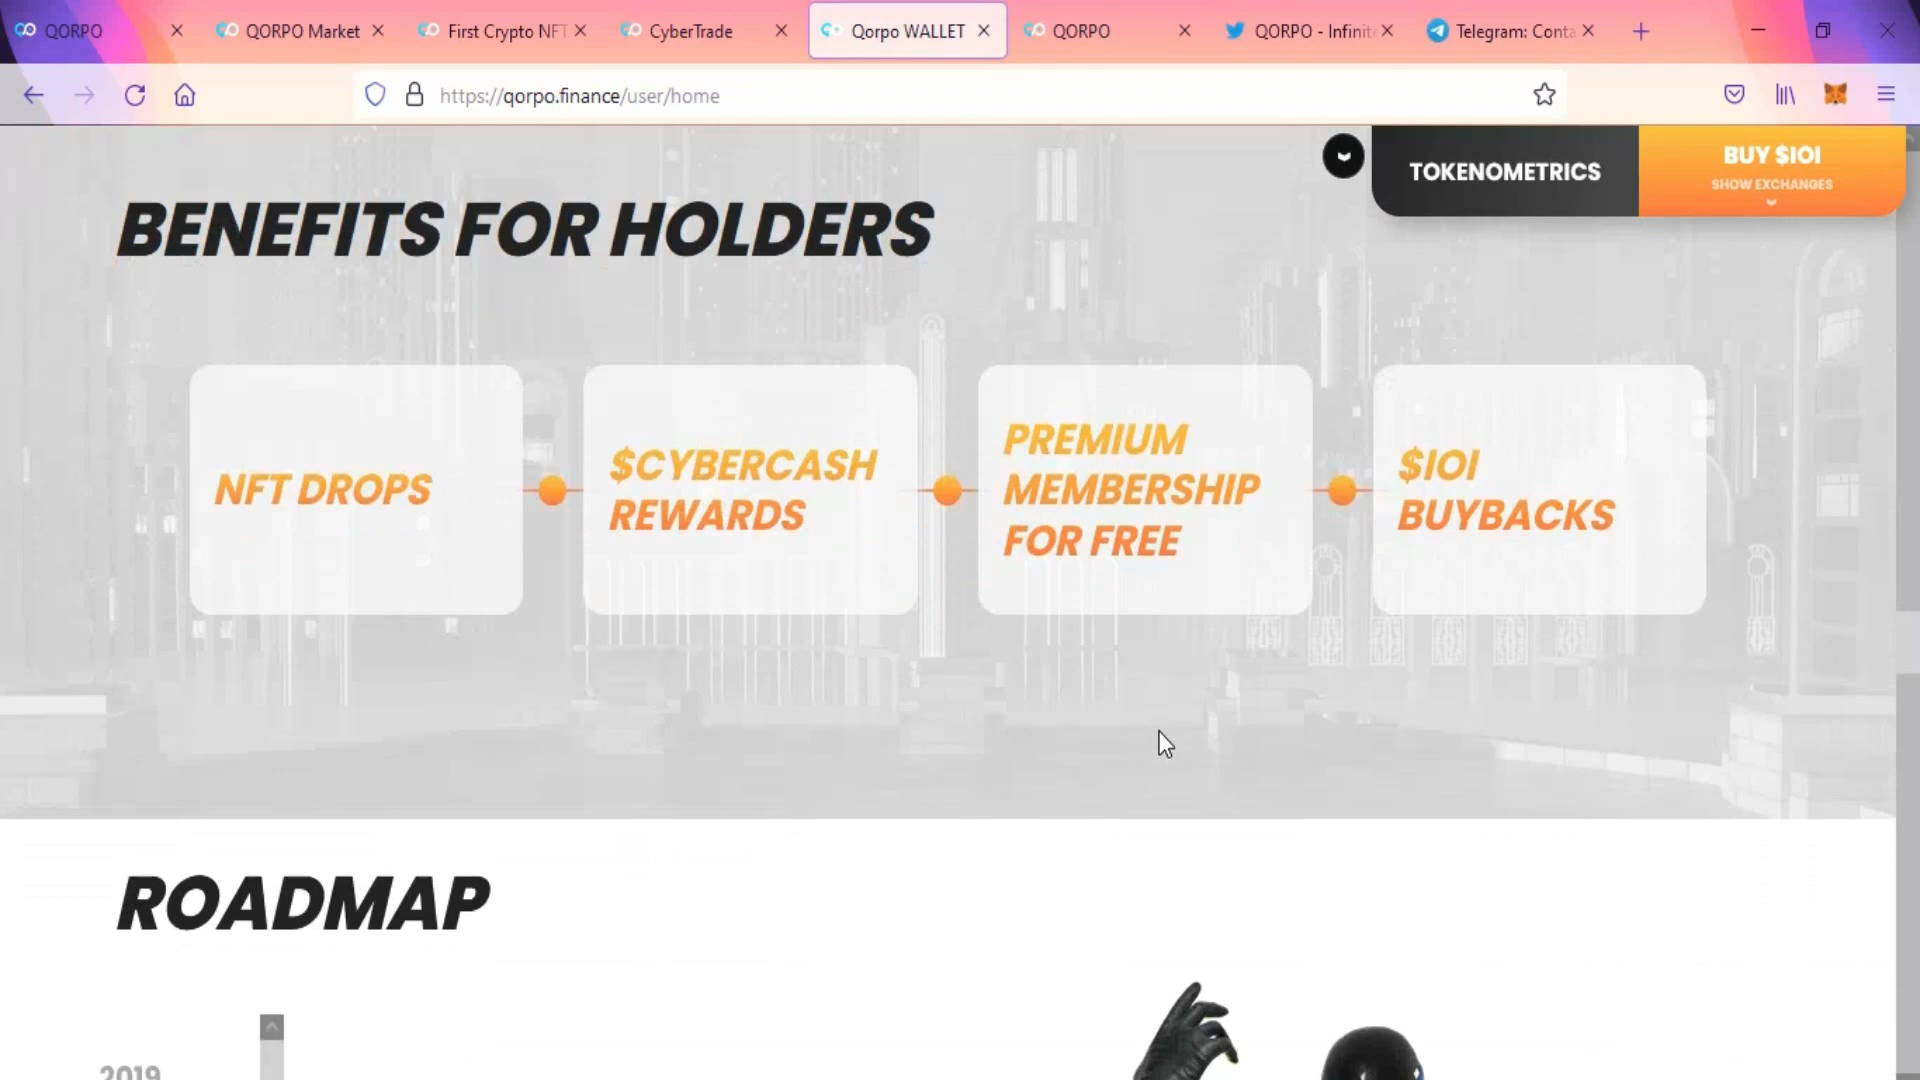 QORPO
QORPO Market
First Crypto NFT
CyberTrade
Qorpo WALLET
QORPO
QORPO - Infinite
Telegram: Conta
https://qorpo.finance/user/home
TOKENOMETRICS
BUY $IOI
SHOW EXCHANGES
BENEFITS FOR HOLDERS
NFT DROPS
$CYBERCASH
REWARDS
PREMIUM
MEMBERSHIP
FOR FREE
$IOI
BUYBACKS
ROADMAP
2019